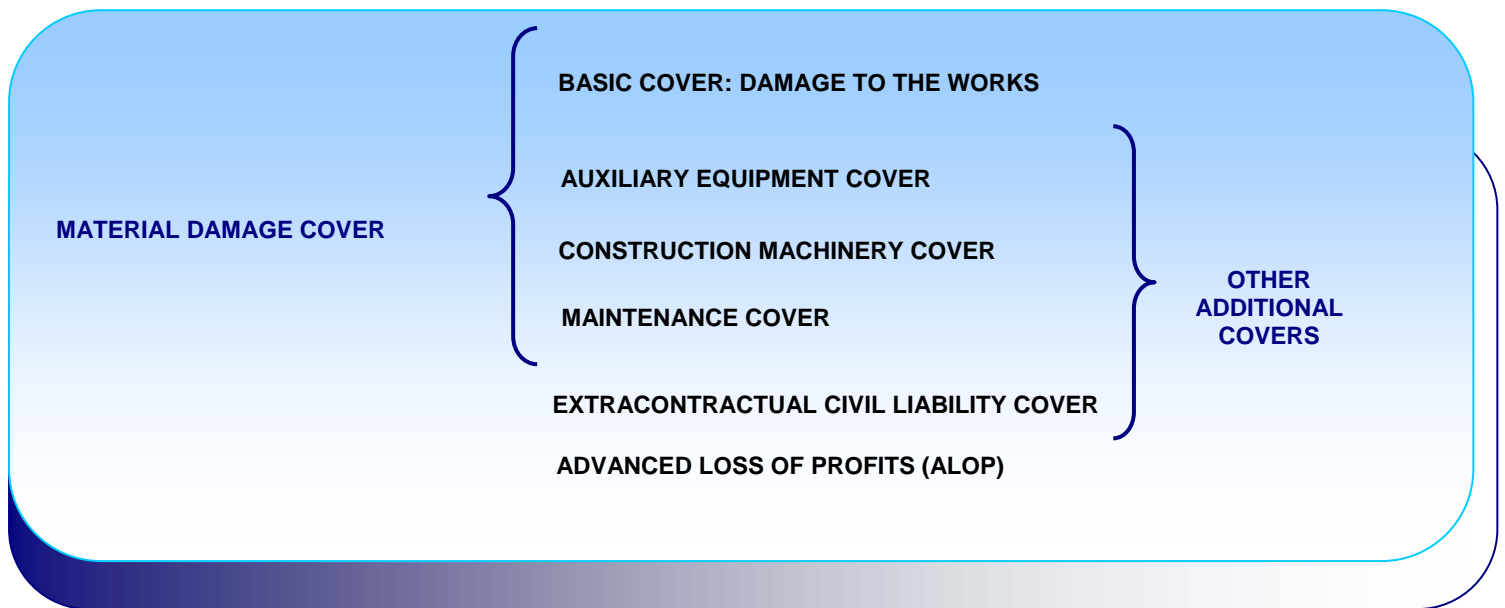 BASIC COVER: DAMAGE TO THE WORKS
AUXILIARY EQUIPMENT COVER
MATERIAL DAMAGE COVER
CONSTRUCTION MACHINERY COVER
MAINTENANCE COVER
OTHER
ADDITIONAL
COVERS
EXTRACONTRACTUAL CIVIL LIABILITY COVER
ADVANCED LOSS OF PROFITS (ALOP)